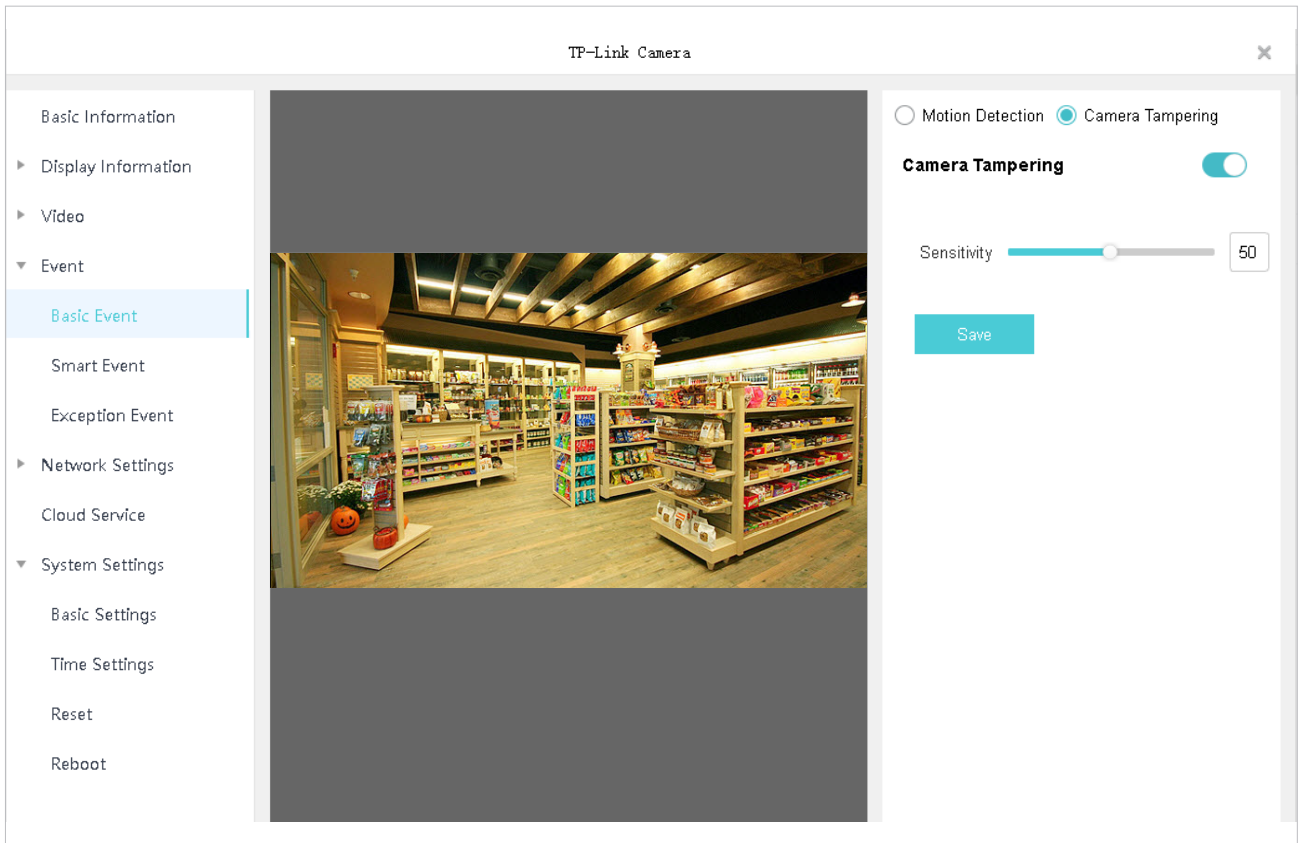 TP-Link Camera
Basic Information
Display Information
Video
Event
Basic Event
Smart Event
Exception Event
Network Settings
Cloud Service
System Settings
Basic Settings
Time Settings
Reset
Reboot
Motion Detection Camera Tampering
Camera Tampering
Sensitivity 50
Save